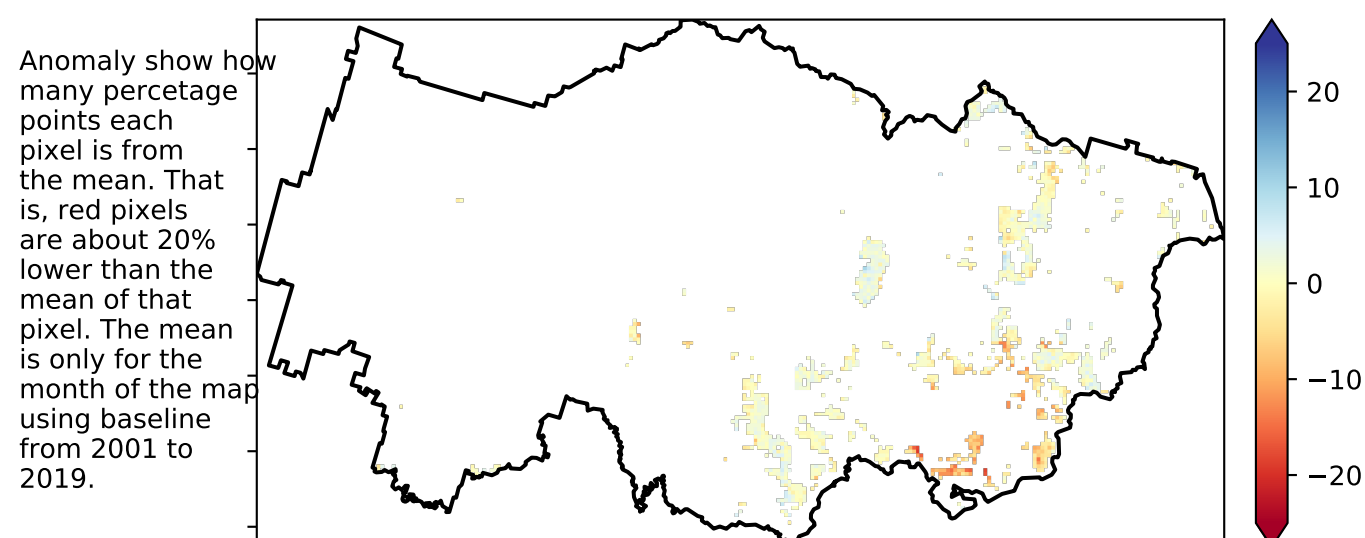 Anomaly show how
many percetage
points each
pixel is from
the mean. That
is, red pixels
are about 20%
lower than the
mean of that
pixel. The mean
is only for the
month of the map
using baseline
from 2001 to
2019.
20
10
0
−10
−20